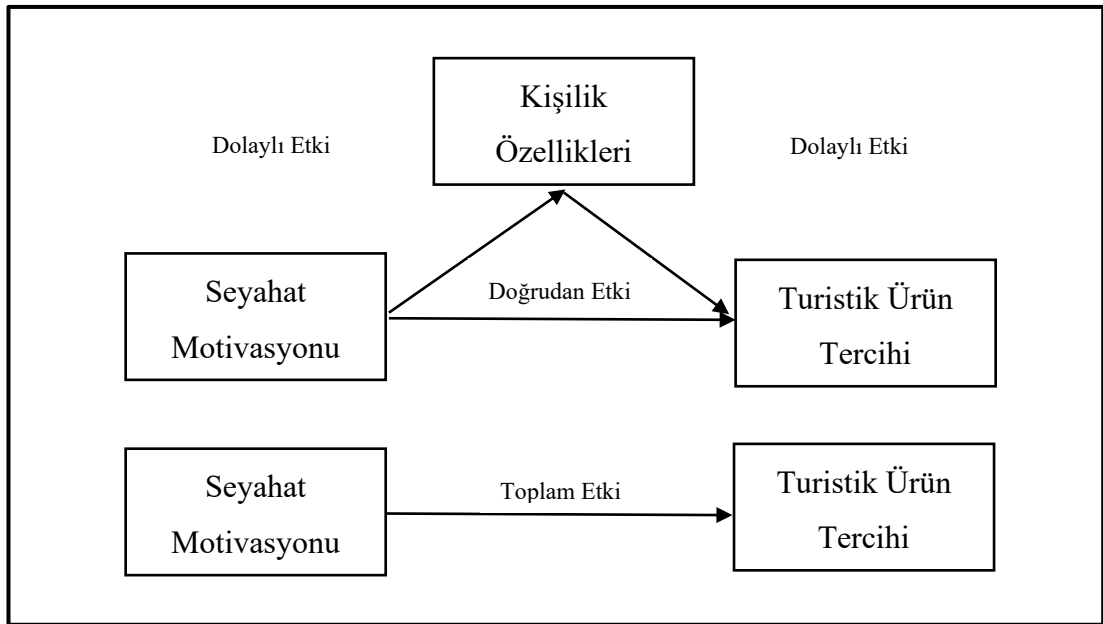 Kişilik
Özellikleri
Dolaylı Etki
Dolaylı Etki
Seyahat
Motivasyonu
Doğrudan Etki
Turistik Ürün
Tercihi
Seyahat
Motivasyonu
Toplam Etki
Turistik Ürün
Tercihi